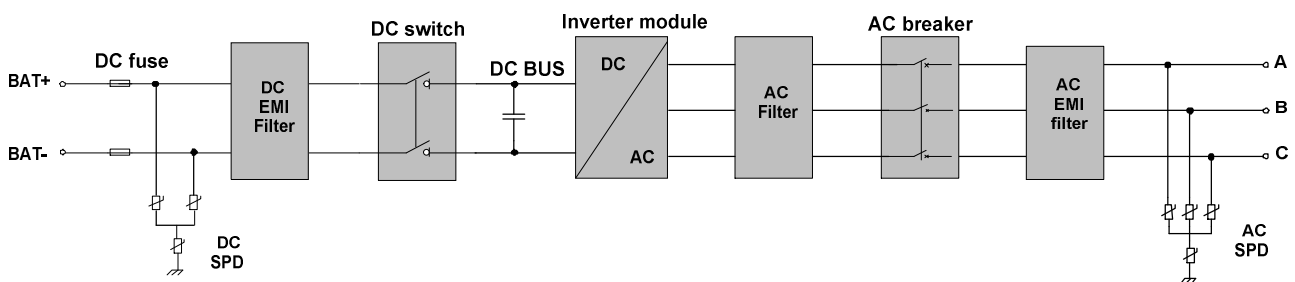 Inverter module
DC switch
AC breaker
DC fuse
DC BUS
BAT+
BAT-
DC
EMI
Filter
DC
AC
AC
Filter
AC
EMI
filter
A
B
C
DC
SPD
AC
SPD